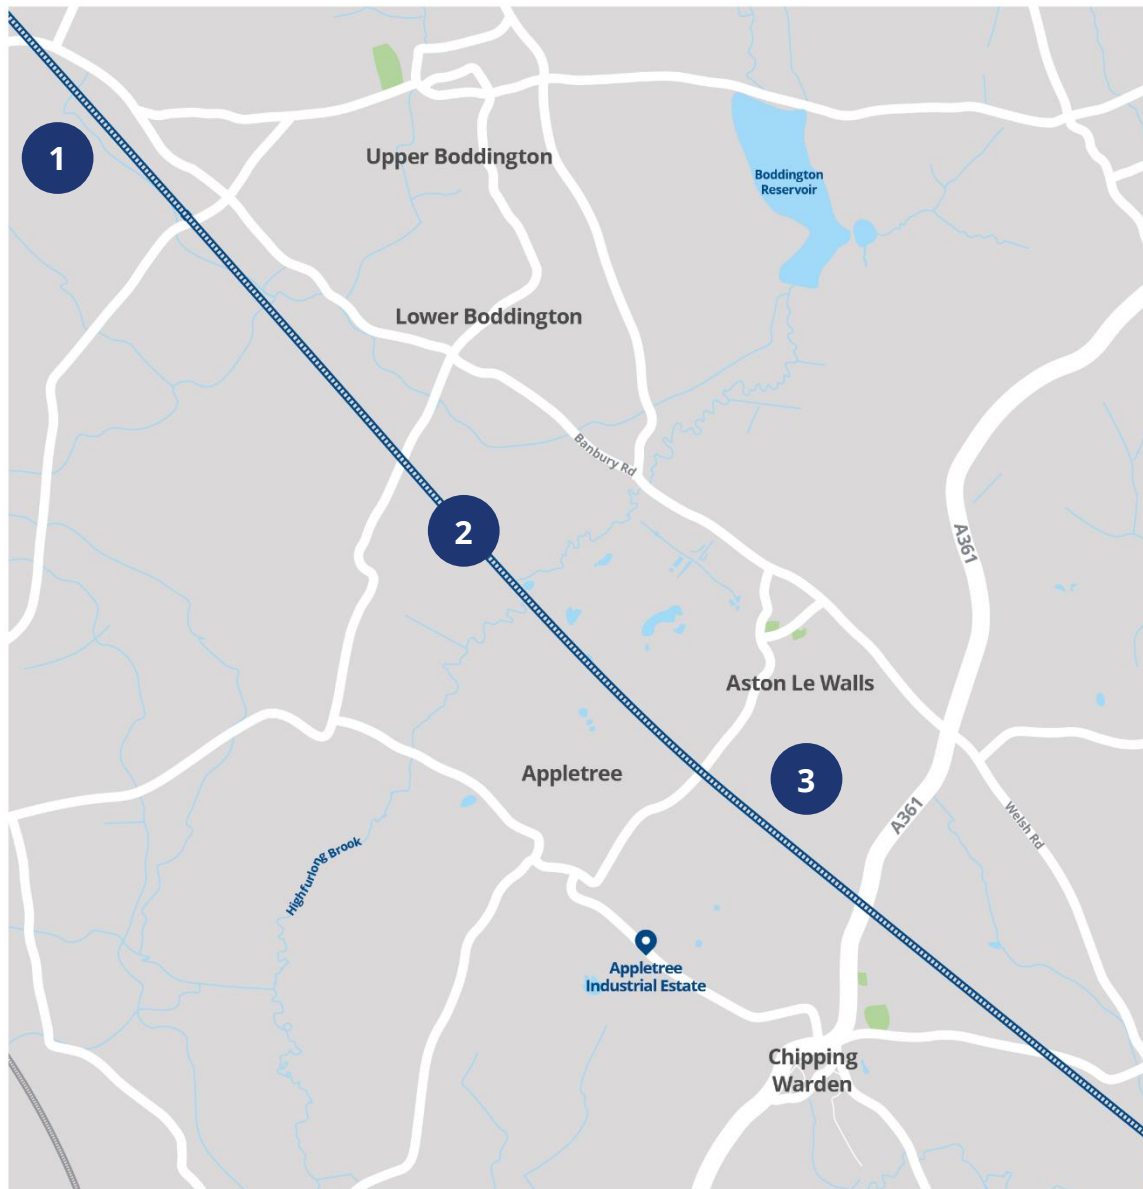 1
Upper Boddington
Boddington
Reservoir
Lower Boddington
Banbury Rd
2
A361
Aston Le Walls
Appletree
3
A361
Welsh Rd
Highfurlong Brook
Appletree
Industrial Estate
Chipping
Warden